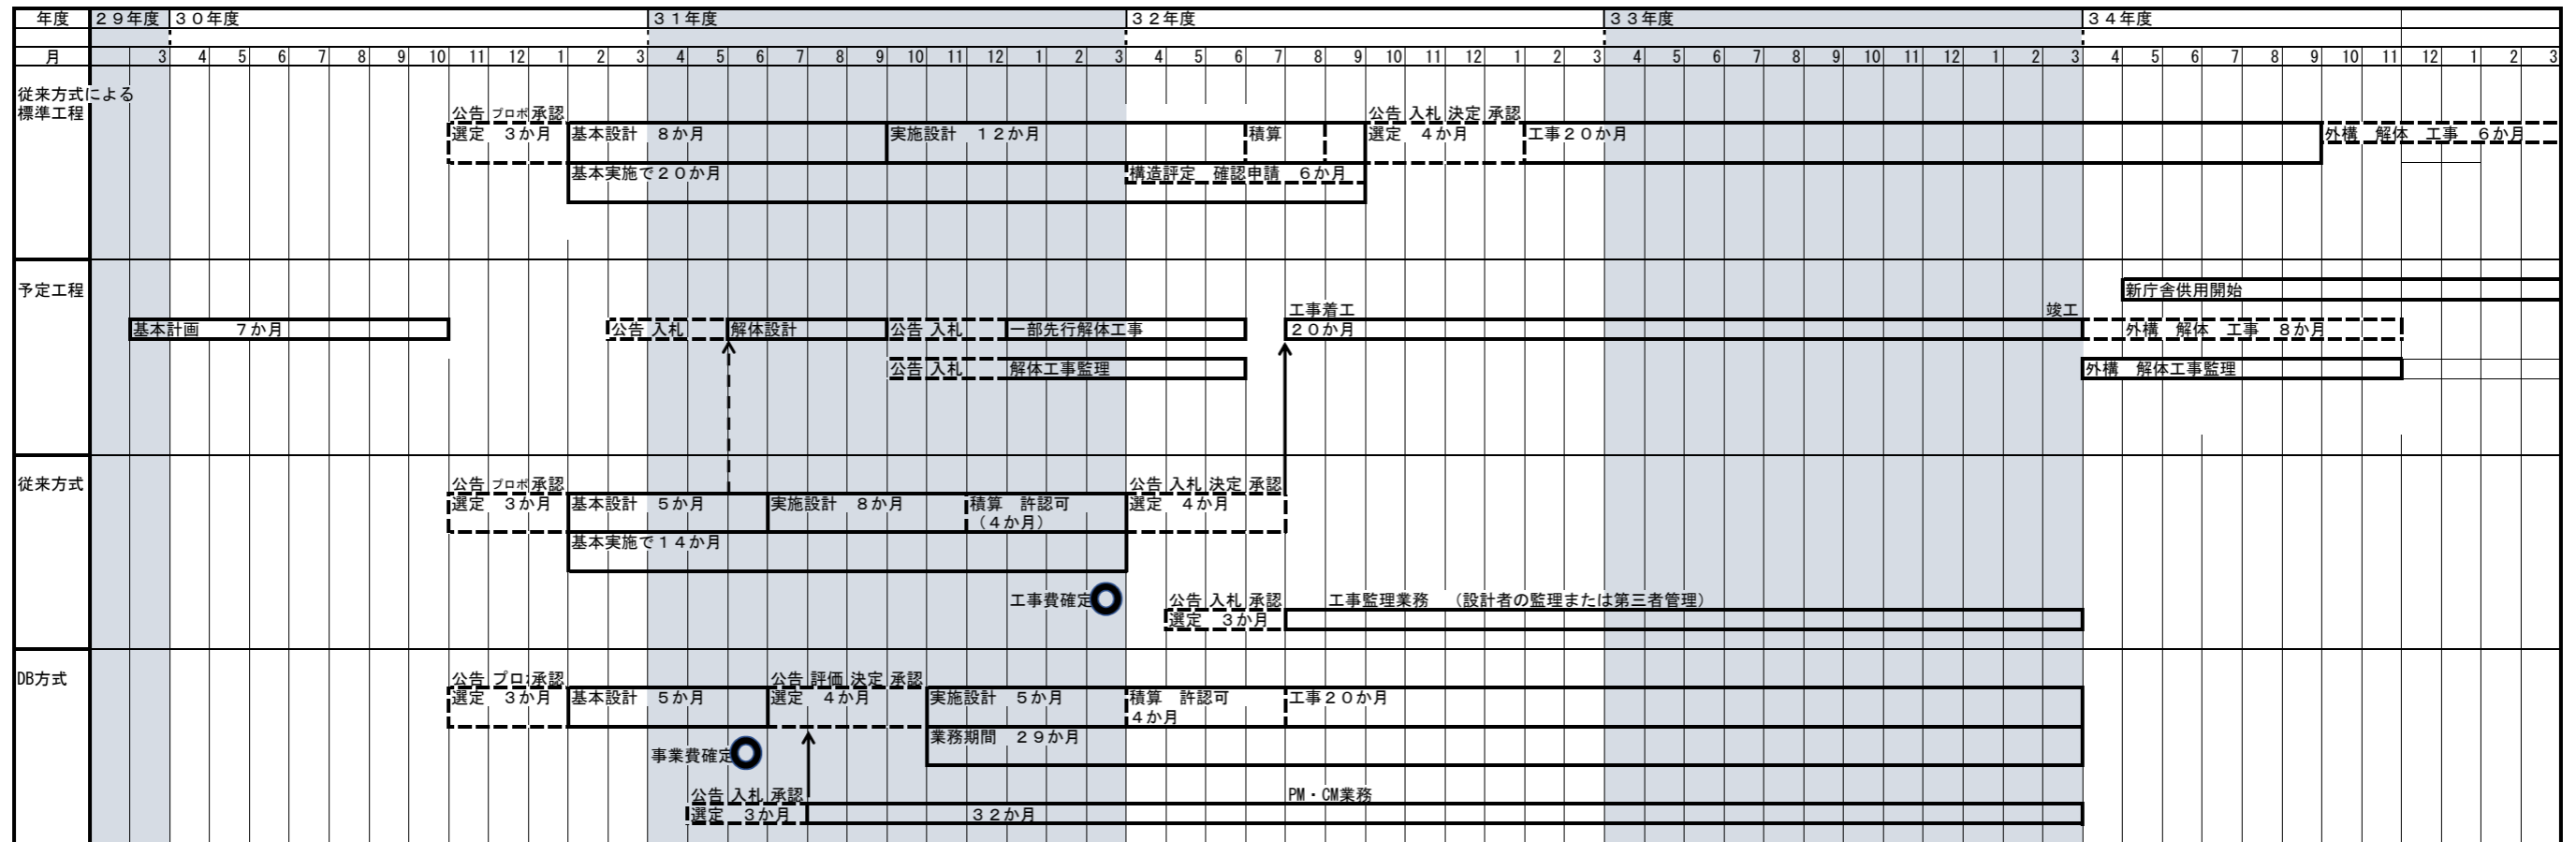 年度 ２９年度 ３０年度 ３１年度 ３２年度 ３３年度 ３４年度
月 3 4 5 6 7 8 9 10 11 12 1 2 3 4 5 6 7 8 9 10 11 12 1 2 3 4 5 6 7 8 9 10 11 12 1 2 3 4 5 6 7 8 9 10 11 12 1 2 3 4 5 6 7 8 9 10 11 12 1 2 3
従来方式による
標準工程
公告 プロポ 承認 公告 入札 決定 承認
選定　３か月 基本設計　８か月 実施設計　１２か月 積算 選定　４か月 工事２０か月 外構　解体　工事　６か月
基本実施で２０か月 構造評定　確認申請　６か月
予定工程
新庁舎供用開始
工事着工 竣工
基本計画　　７か月 公告 入札 解体設計 公告 入札 一部先行解体工事 ２０か月 外構　解体　工事　８か月
公告 入札 解体工事監理 外構　解体工事監理
従来方式
公告 プロポ 承認 公告 入札 決定 承認
選定　３か月 基本設計　５か月 実施設計　８か月 積算　許認可 選定　４か月
（４か月）
基本実施で１４か月
工事費確定 公告 入札 承認 工事監理業務　（設計者の監理または第三者管理）
選定　３か月
DB方式
公告 プロ 承認 公告 評価 決定 承認
選定　３か月 基本設計　５か月 選定　４か月 実施設計　５か月 積算　許認可 工事２０か月
４か月
業務期間　２９か月
事業費確定
公告 入札 承認 PM・CM業務
選定　３か月 ３２か月